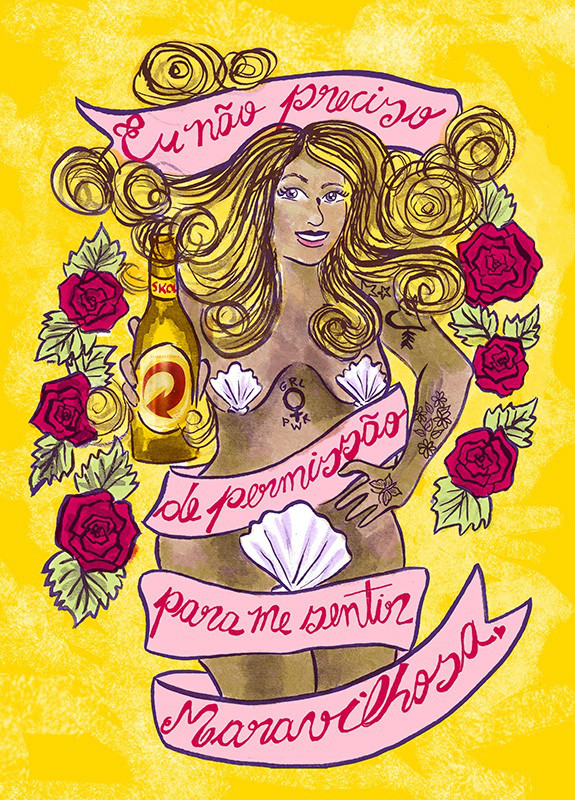 Eu não preciso
SKOL
GRL
PWR
de permissão
para me sentir
Maravilhosa